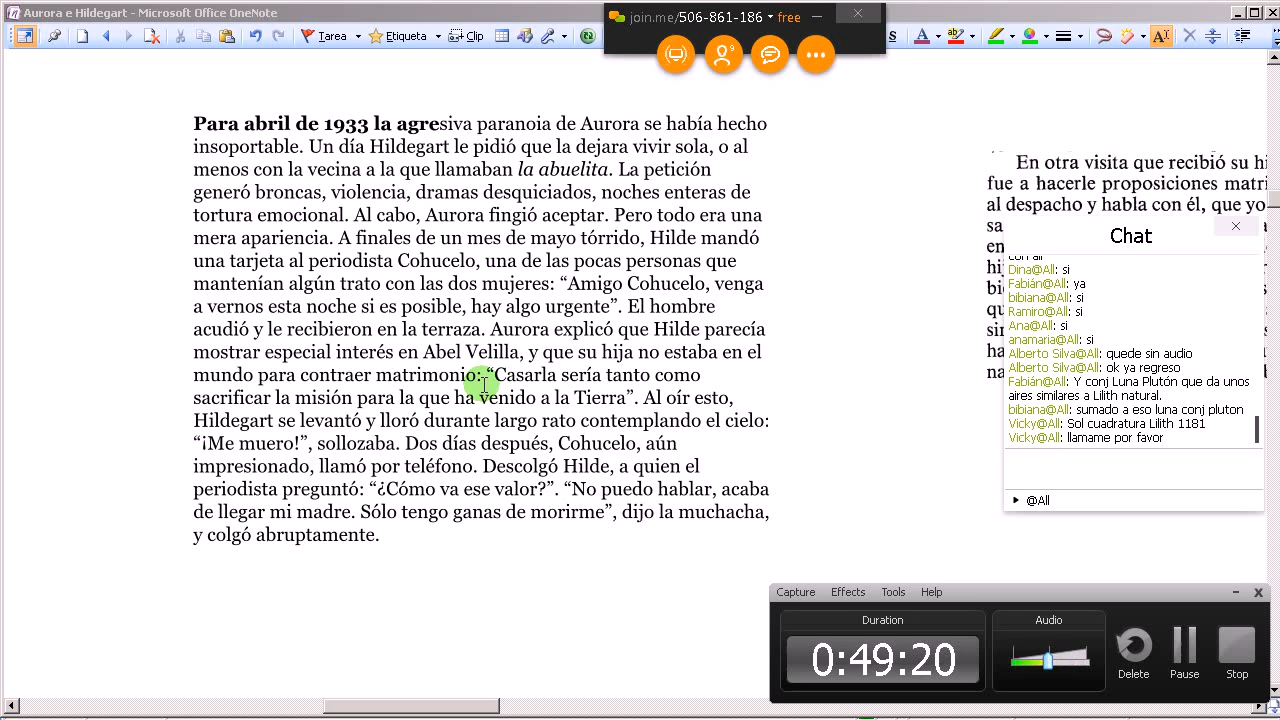 Aurora e Hildegart - Microsoft Office OneNote
join.me/506-861-186 free
Tarea
Etiqueta
Clip
9
Para abril de 1933 la agresiva paranoia de Aurora se había hecho
insoportable. Un día Hildegart le pidió que la dejara vivir sola, o al
menos con la vecina a la que llamaban la abuelita. La petición
generó broncas, violencia, dramas desquiciados, noches enteras de
tortura emocional. Al cabo, Aurora fingió aceptar. Pero todo era una
mera apariencia. A finales de un mes de mayo tórrido, Hilde mandó
una tarjeta al periodista Cohucelo, una de las pocas personas que
mantenían algún trato con las dos mujeres: “Amigo Cohucelo, venga
a vernos esta noche si es posible, hay algo urgente”. El hombre
acudió y le recibieron en la terraza. Aurora explicó que Hilde parecía
mostrar especial interés en Abel Velilla, y que su hija no estaba en el
mundo para contraer matrimonio: “Casarla sería tanto como
sacrificar la misión para la que ha venido a la Tierra”. Al oír esto,
Hildegart se levantó y lloró durante largo rato contemplando el cielo:
“¡Me muero!”, sollozaba. Dos días después, Cohucelo, aún
impresionado, llamó por teléfono. Descolgó Hilde, a quien el
periodista preguntó: “¿Cómo va ese valor?”. “No puedo hablar, acaba
de llegar mi madre. Sólo tengo ganas de morirme”, dijo la muchacha,
y colgó abruptamente.
En otra visita que recibió su hi
fue a hacerle proposiciones matri
al despacho y habla con él, que yo
Chat
Dina@All: si
Fabián@All: ya
bibiana@All: si
Ramiro@All: si
Ana@All: si
anamaria@All: si
Alberto Silva@All: quede sin audio
Alberto Silva@All: ok ya regreso
Fabián@All: Y conj Luna Plutón que da unos
aires similares a Lilith natural.
bibiana@All: sumado a eso luna conj pluton
Vicky@All: Sol cuadratura Lilith 1181
Vicky@All: llamame por favor
@All
Capture Effects Tools Help
Duration
0:49:20
Audio
Delete
Pause
Stop